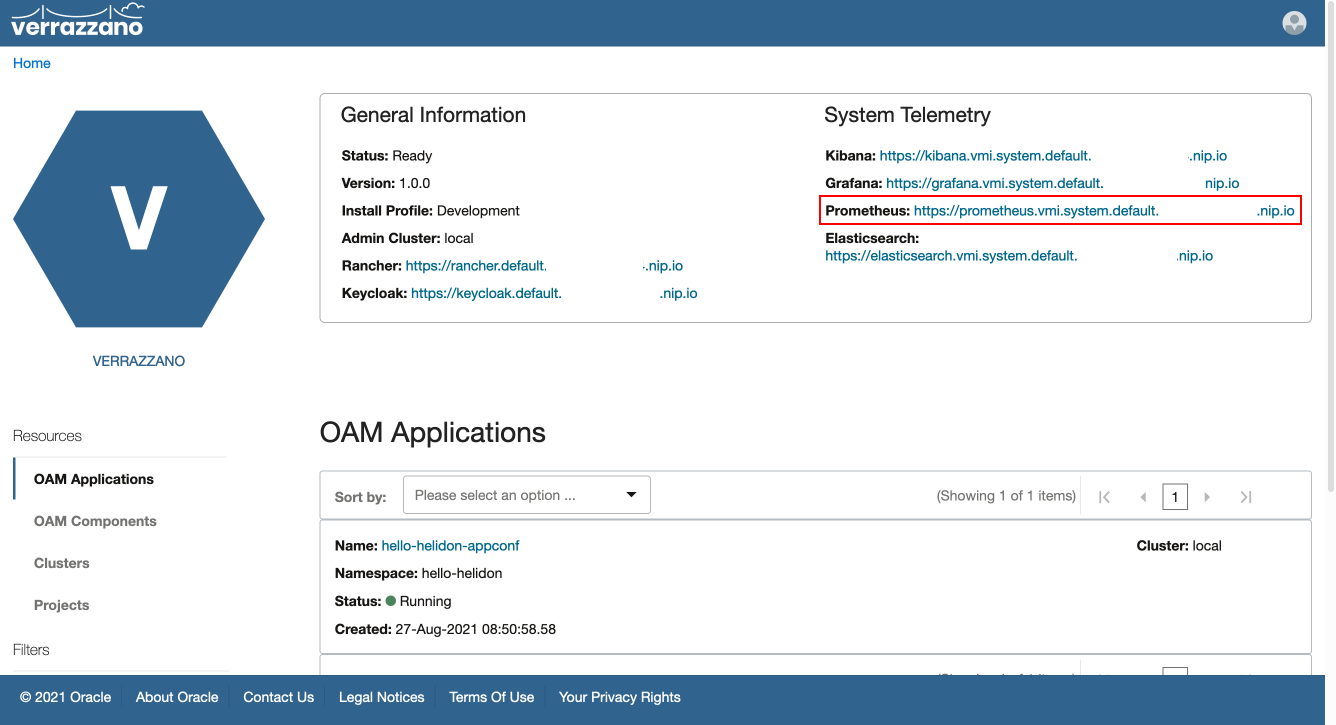 verrazzano
Home
V
VERRAZZANO
General Information
Status: Ready
Version: 1.0.0
Install Profile: Development
Admin Cluster: local
Rancher: https://rancher.default. .nip.io
Keycloak: https://keycloak.default. .nip.io
System Telemetry
Kibana: https://kibana.vmi.system.default. .nip.io
Grafana: https://grafana.vmi.system.default. nip.io
Prometheus: https://prometheus.vmi.system.default. .nip.io
Elasticsearch:
https://elasticsearch.vmi.system.default. .nip.io
Resources
OAM Applications
OAM Components
Clusters
Projects
Filters
OAM Applications
Sort by: Please select an option ... (Showing 1 of 1 items) 1
Name: hello-helidon-appconf Cluster: local
Namespace: hello-helidon
Status: Running
Created: 27-Aug-2021 08:50:58.58
© 2021 Oracle About Oracle Contact Us Legal Notices Terms Of Use Your Privacy Rights